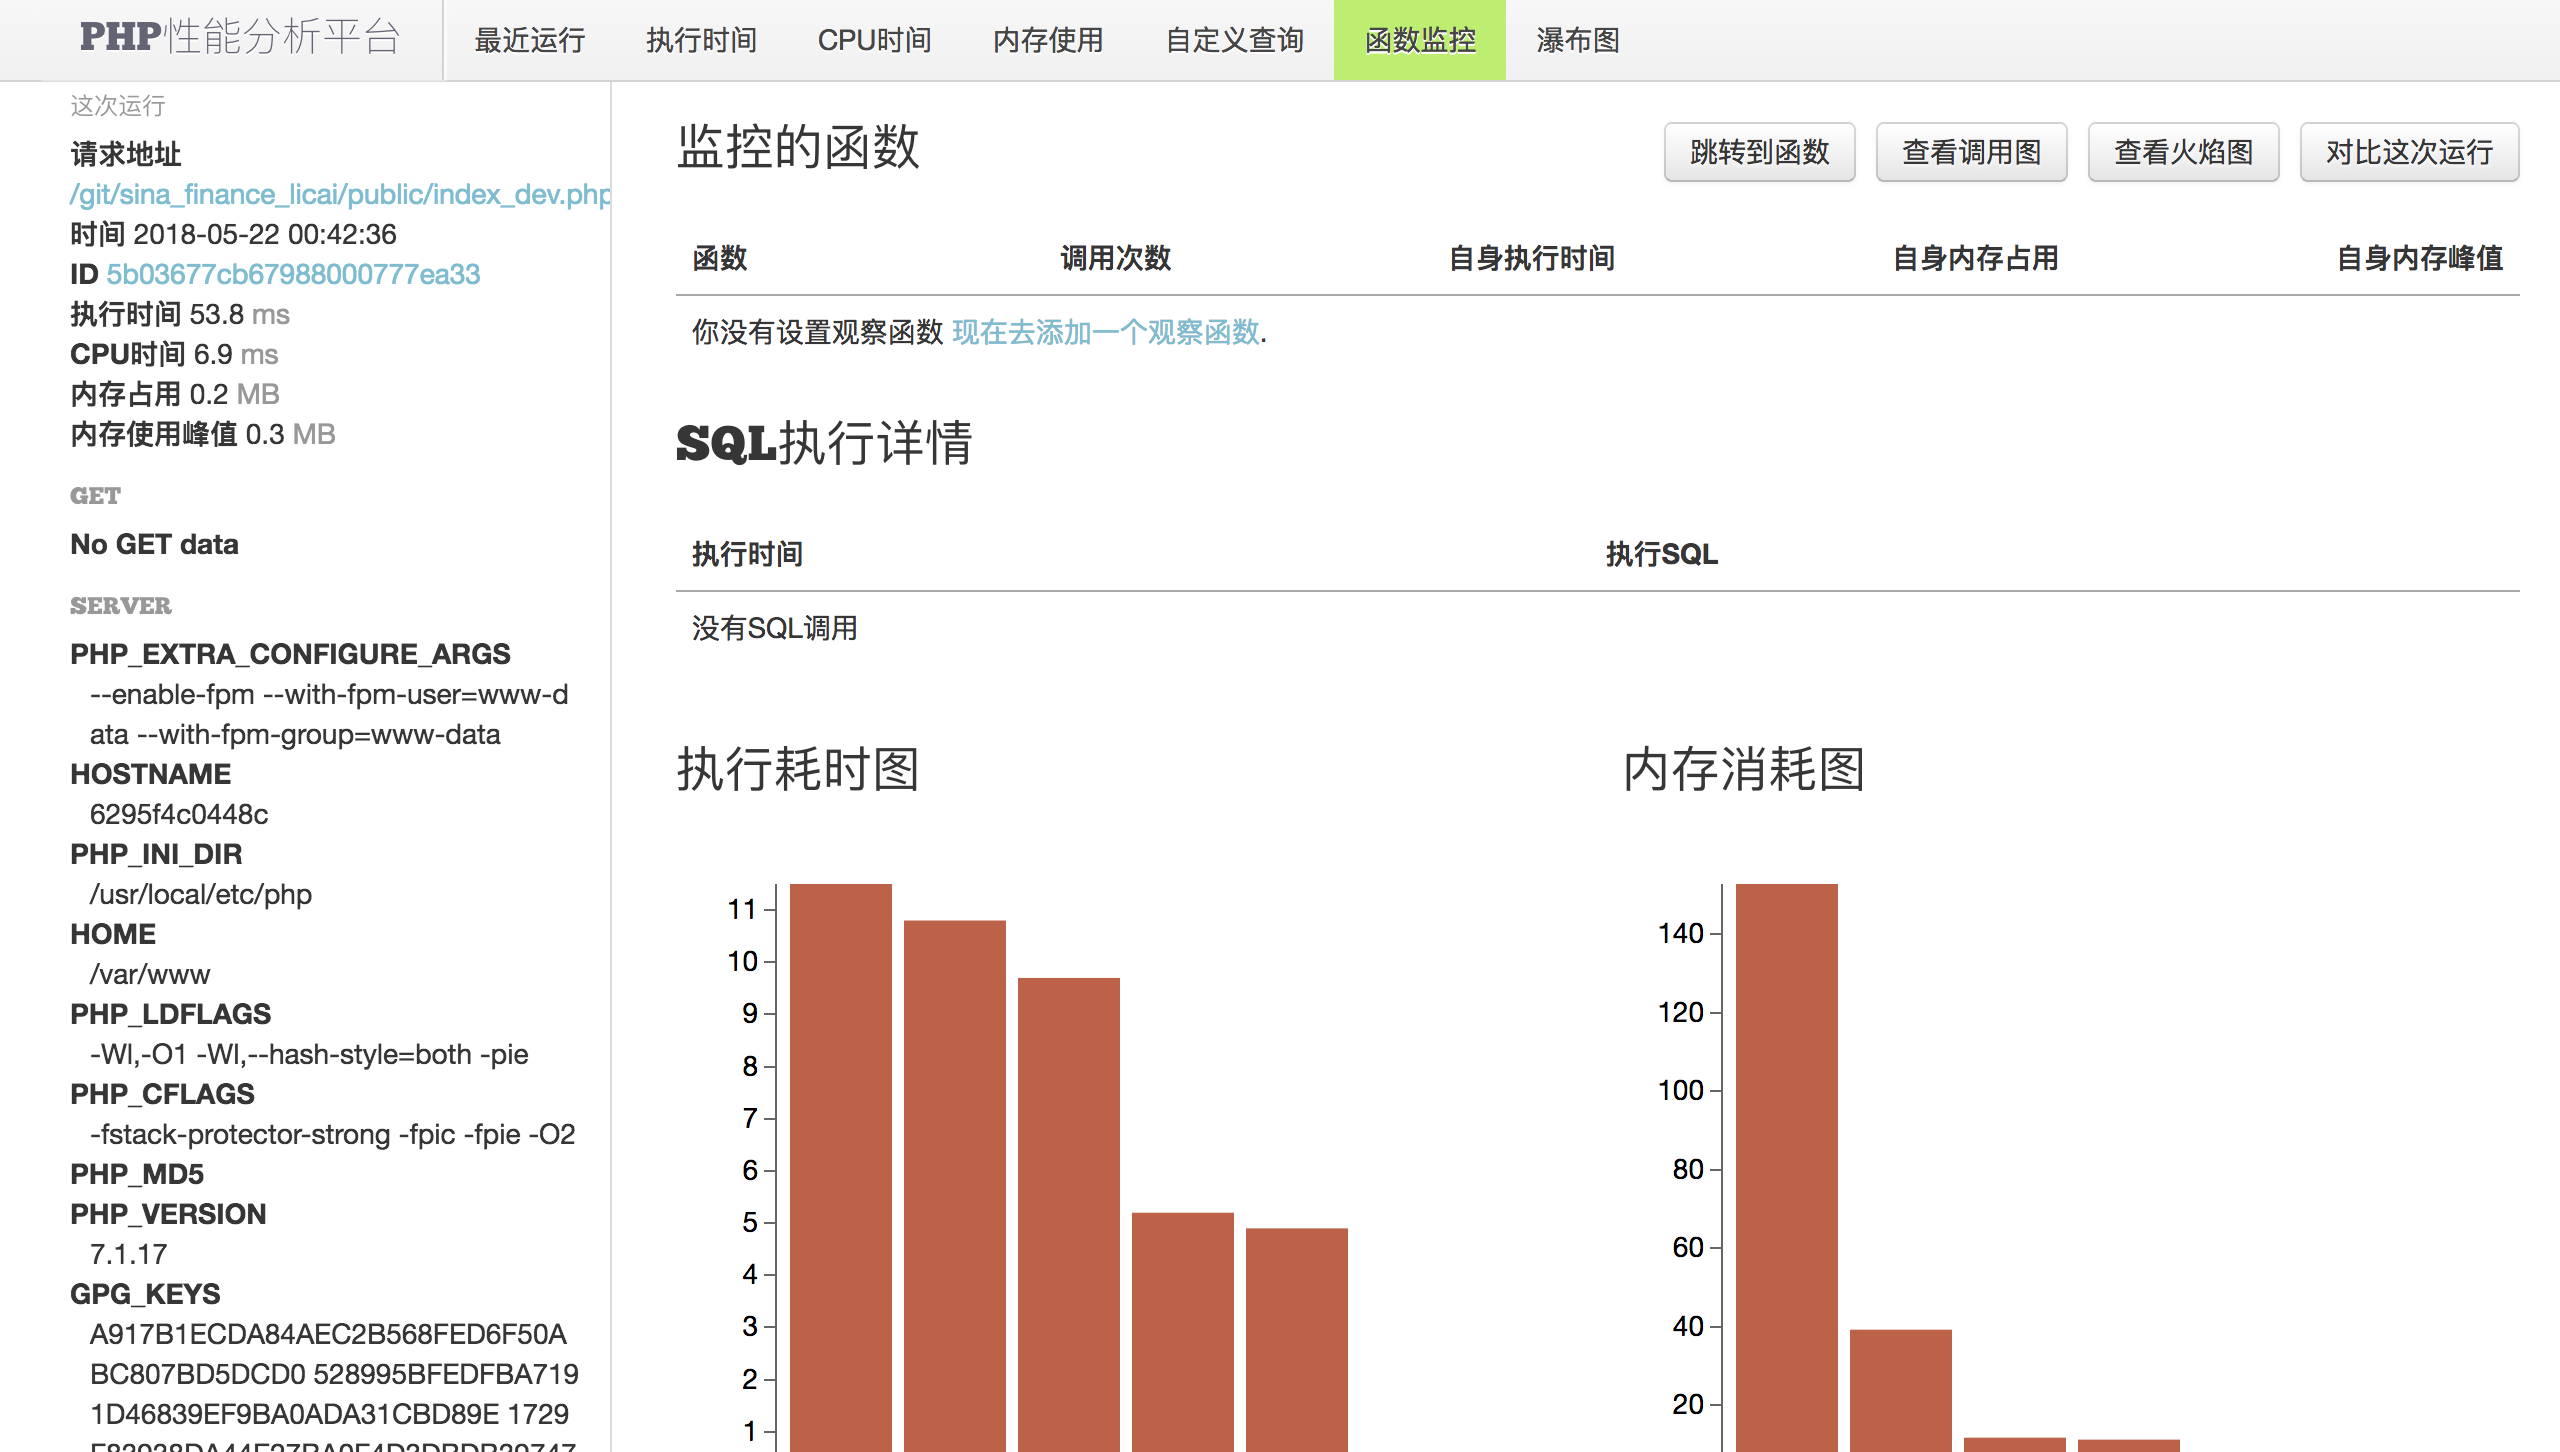 PHP性能分析平台
最近运行
执行时间
CPU时间
内存使用
自定义查询
函数监控
瀑布图
这次运行
请求地址
/git/sina_finance_licai/public/index_dev.php
时间 2018-05-22 00:42:36
ID 5b03677cb67988000777ea33
执行时间 53.8 ms
CPU时间 6.9 ms
内存占用 0.2 MB
内存使用峰值 0.3 MB
GET
No GET data
SERVER
PHP_EXTRA_CONFIGURE_ARGS
--enable-fpm --with-fpm-user=www-d
ata --with-fpm-group=www-data
HOSTNAME
6295f4c0448c
PHP_INI_DIR
/usr/local/etc/php
HOME
/var/www
PHP_LDFLAGS
-Wl,-O1 -Wl,--hash-style=both -pie
PHP_CFLAGS
-fstack-protector-strong -fpic -fpie -O2
PHP_MD5
PHP_VERSION
7.1.17
GPG_KEYS
A917B1ECDA84AEC2B568FED6F50A
BC807BD5DCD0 528995BFEDFBA719
1D46839EF9BA0ADA31CBD89E 1729
监控的函数
跳转到函数
查看调用图
查看火焰图
对比这次运行
函数 调用次数 自身执行时间 自身内存占用 自身内存峰值
你没有设置观察函数 现在去添加一个观察函数.
SQL执行详情
执行时间 执行SQL
没有SQL调用
执行耗时图
11
10
9
8
7
6
5
4
3
2
1
内存消耗图
140
120
100
80
60
40
20